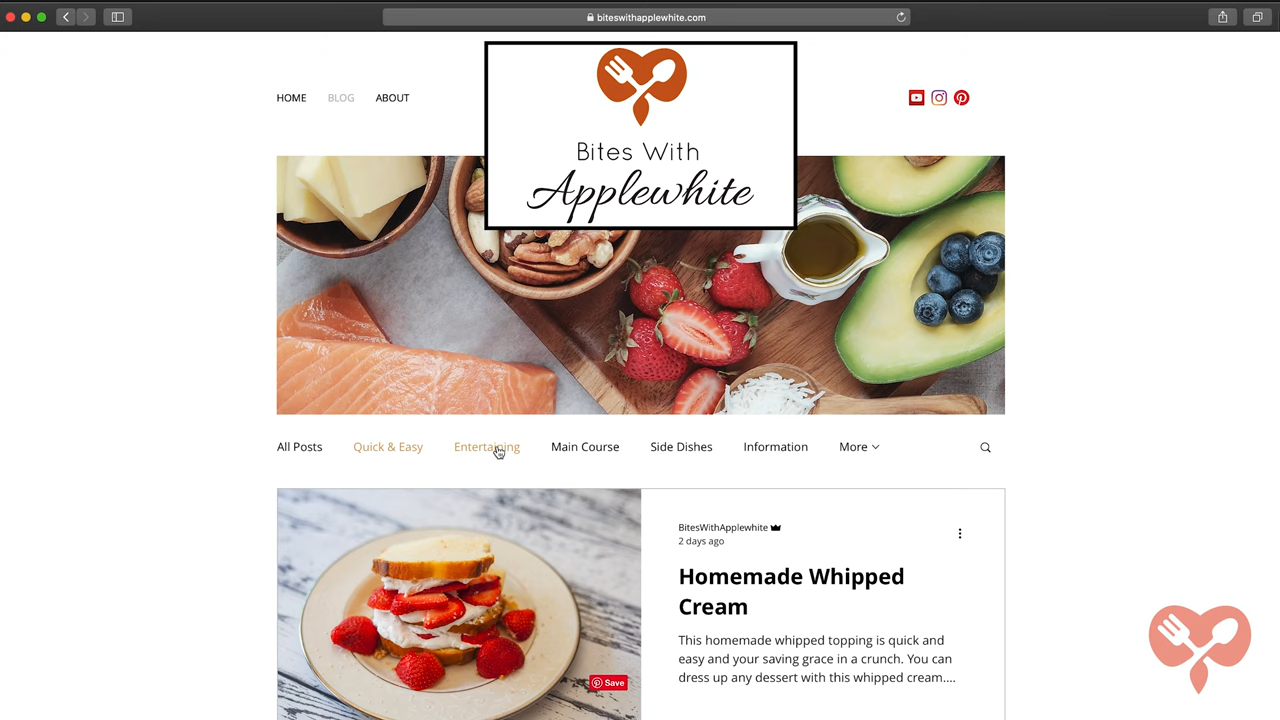 biteswithapplewhite.com
HOME BLOG ABOUT
Bites With
Applewhite
All Posts Quick & Easy Entertaining Main Course Side Dishes Information More
BitesWithApplewhite
2 days ago
Homemade Whipped
Cream
This homemade whipped topping is quick and
easy and your saving grace in a crunch. You can
dress up any dessert with this whipped cream....
Save